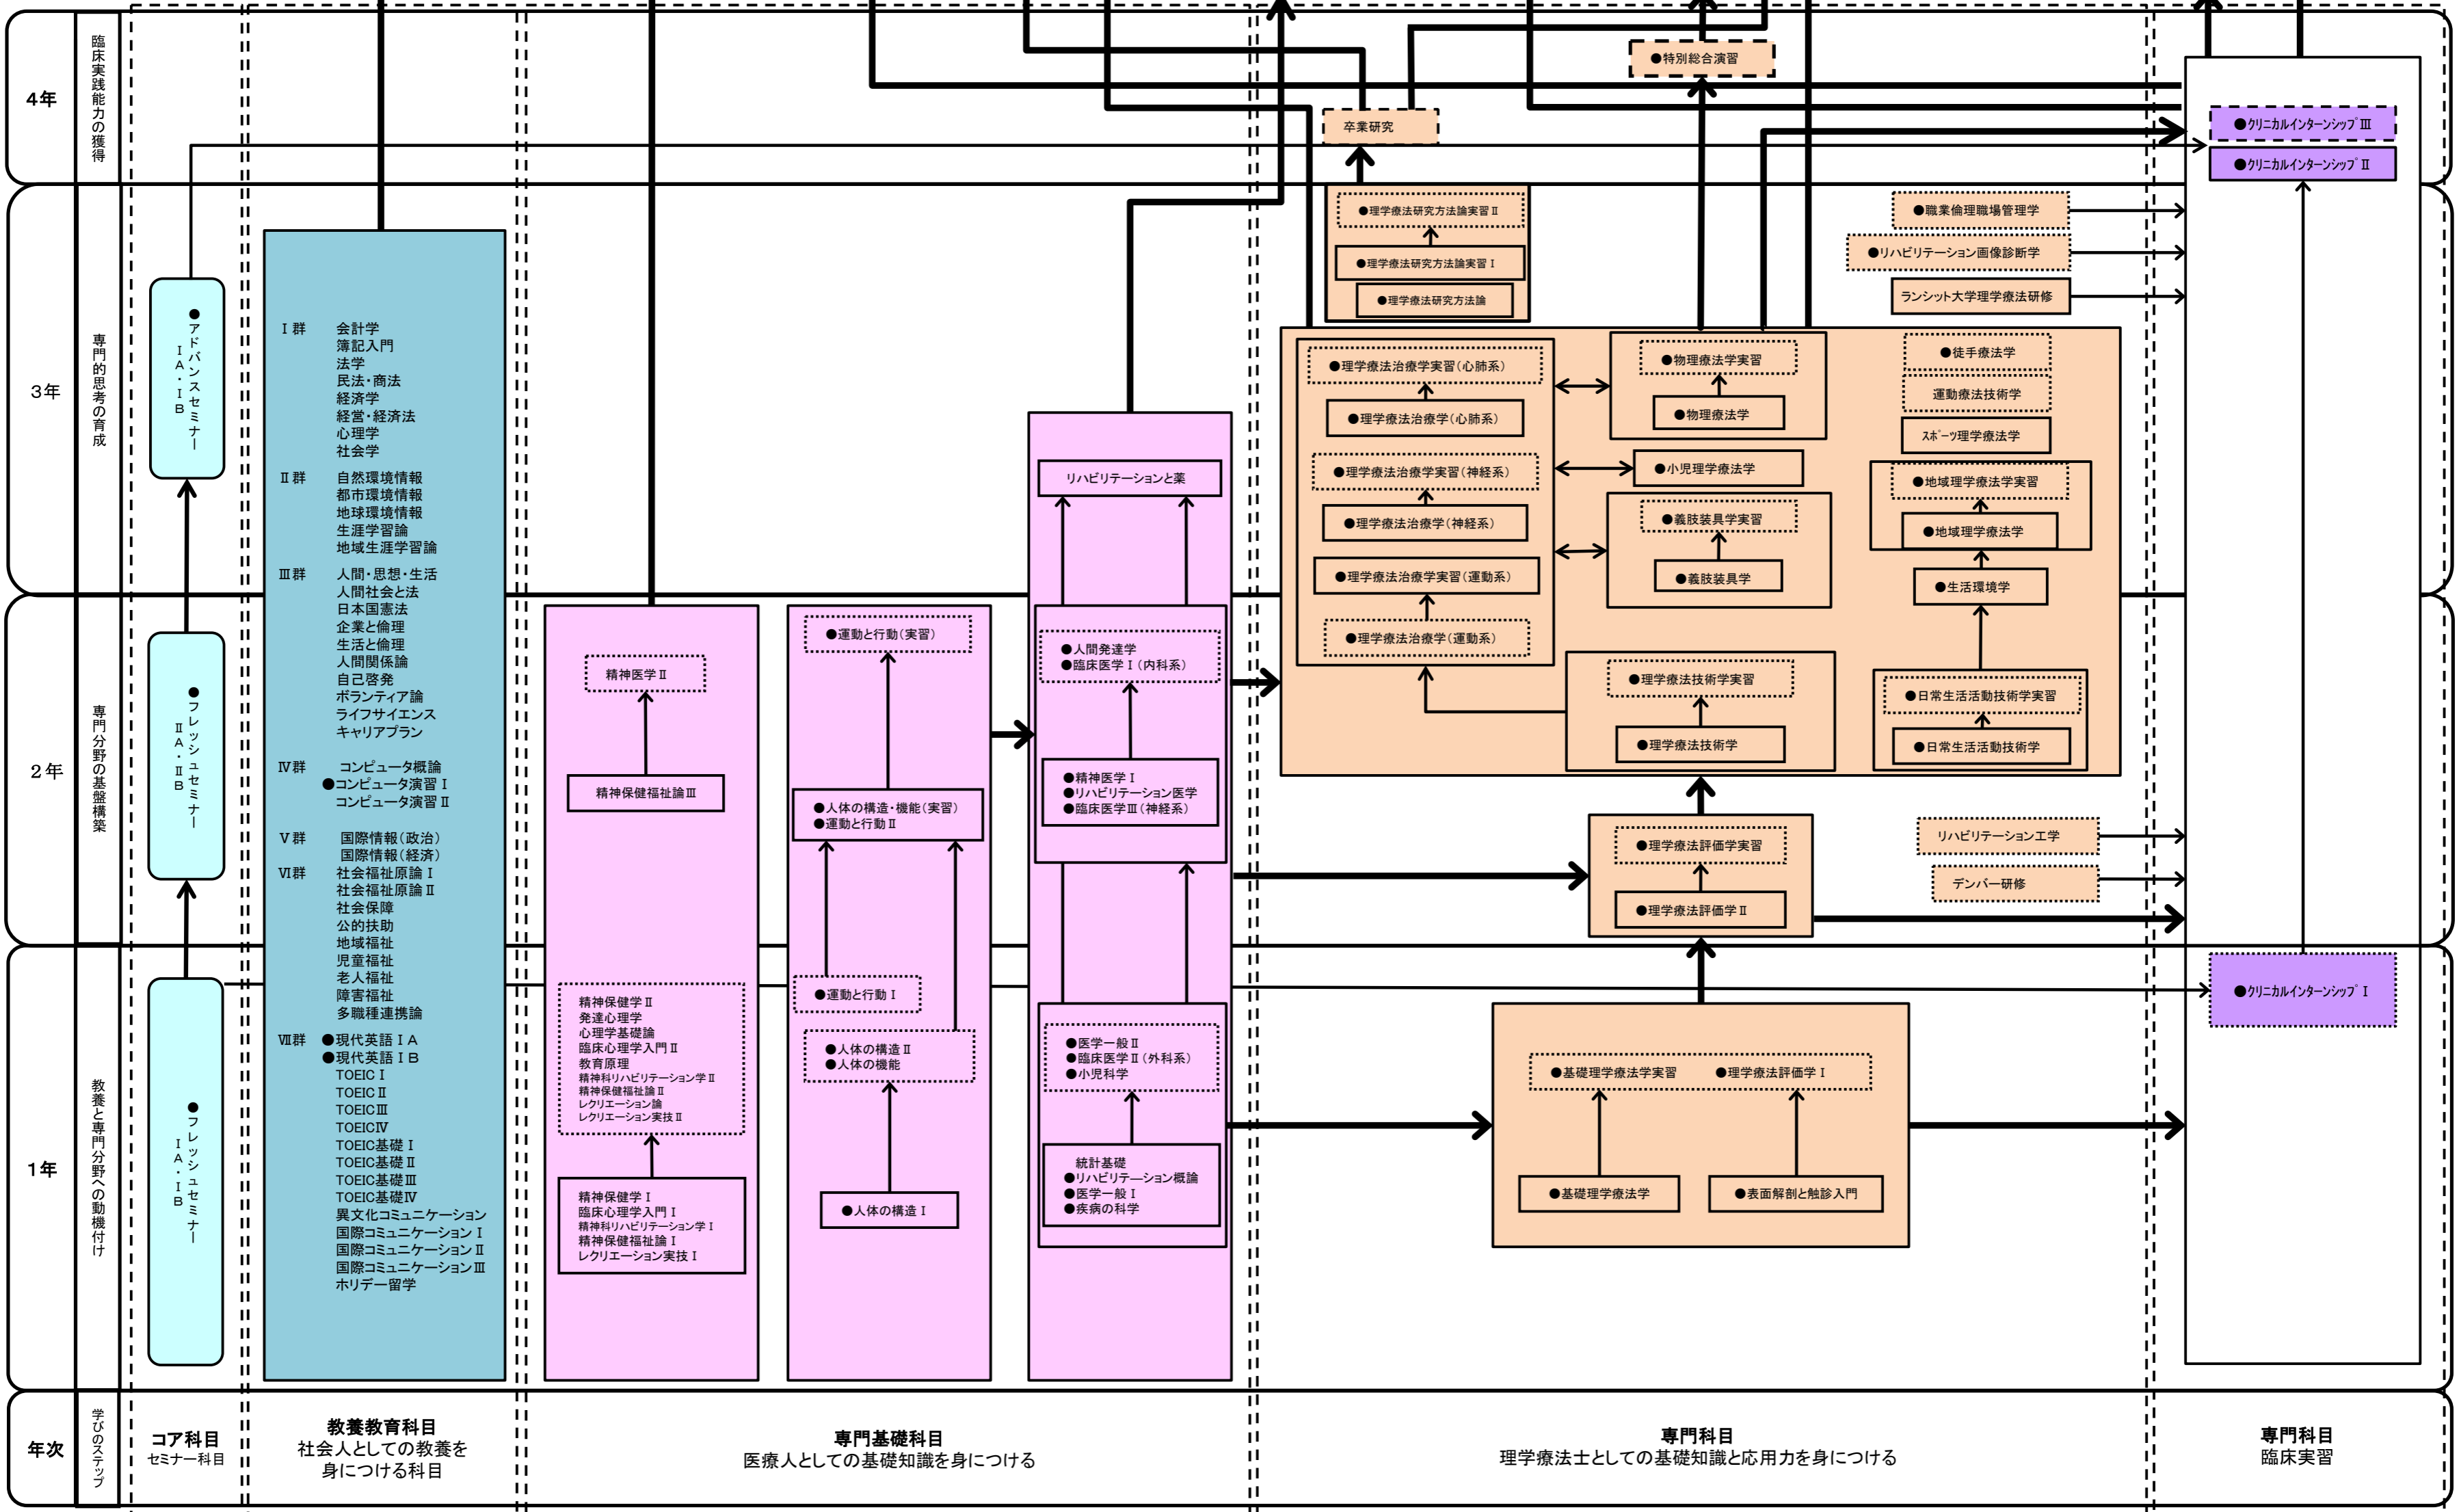 4年
臨床実践能力の獲得
●特別総合演習
卒業研究
●クリニカルインターンシップⅢ
●クリニカルインターンシップⅡ
3年
専門的思考の育成
●アドバンスセミナー
ⅠA・ⅠB
Ⅰ群 会計学
簿記入門
法学
民法・商法
経済学
経営・経済法
心理学
社会学
Ⅱ群 自然環境情報
都市環境情報
地球環境情報
生涯学習論
地域生涯学習論
Ⅲ群 人間・思想・生活
人間社会と法
日本国憲法
企業と倫理
生活と倫理
人間関係論
自己啓発
ボランティア論
ライフサイエンス
キャリアプラン
Ⅳ群 コンピュータ概論
●コンピュータ演習Ⅰ
コンピュータ演習Ⅱ
Ⅴ群 国際情報(政治)
国際情報(経済)
Ⅵ群 社会福祉原論Ⅰ
社会福祉原論Ⅱ
社会保障
公的扶助
地域福祉
児童福祉
老人福祉
障害福祉
多職種連携論
Ⅶ群 ●現代英語ⅠA
●現代英語ⅠB
TOEICⅠ
TOEICⅡ
TOEICⅢ
TOEICⅣ
TOEIC基礎Ⅰ
TOEIC基礎Ⅱ
TOEIC基礎Ⅲ
TOEIC基礎Ⅳ
異文化コミュニケーション
国際コミュニケーションⅠ
国際コミュニケーションⅡ
国際コミュニケーションⅢ
ホリデー留学
リハビリテーションと薬
●理学療法研究方法論実習Ⅱ
●理学療法研究方法論実習Ⅰ
●理学療法研究方法論
●職業倫理職場管理学
●リハビリテーション画像診断学
ランシット大学理学療法研修
●理学療法治療学実習(心肺系)
●理学療法治療学(心肺系)
●理学療法治療学実習(神経系)
●理学療法治療学(神経系)
●理学療法治療学実習(運動系)
●理学療法治療学(運動系)
●物理療法学実習
●物理療法学
●小児理学療法学
●義肢装具学実習
●義肢装具学
●徒手療法学
運動療法技術学
スポーツ理学療法学
●地域理学療法学実習
●地域理学療法学
●生活環境学
2年
専門分野の基盤構築
●フレッシュセミナー
ⅡA・ⅡB
精神医学Ⅱ
精神保健福祉論Ⅲ
●運動と行動(実習)
●人体の構造・機能(実習)
●運動と行動Ⅱ
●人間発達学
●臨床医学Ⅰ(内科系)
●精神医学Ⅰ
●リハビリテーション医学
●臨床医学Ⅲ(神経系)
●理学療法技術学実習
●理学療法技術学
●日常生活活動技術学実習
●日常生活活動技術学
●理学療法評価学実習
●理学療法評価学Ⅱ
リハビリテーション工学
デンバー研修
1年
教養と専門分野への動機付け
●フレッシュセミナー
ⅠA・ⅠB
精神保健学Ⅱ
発達心理学
心理学基礎論
臨床心理学入門Ⅱ
教育原理
精神科リハビリテーション学Ⅱ
精神保健福祉論Ⅱ
レクリエーション論
レクリエーション実技Ⅱ
精神保健学Ⅰ
臨床心理学入門Ⅰ
精神科リハビリテーション学Ⅰ
精神保健福祉論Ⅰ
レクリエーション実技Ⅰ
●運動と行動Ⅰ
●人体の構造Ⅱ
●人体の機能
●人体の構造Ⅰ
●医学一般Ⅱ
●臨床医学Ⅱ(外科系)
●小児科学
統計基礎
●リハビリテーション概論
●医学一般Ⅰ
●疾病の科学
●基礎理学療法学実習 ●理学療法評価学Ⅰ
●基礎理学療法学
●表面解剖と触診入門
●クリニカルインターンシップⅠ
年次
学びのステップ
コア科目
セミナー科目
教養教育科目
社会人としての教養を
身につける科目
専門基礎科目
医療人としての基礎知識を身につける
専門科目
理学療法士としての基礎知識と応用力を身につける
専門科目
臨床実習